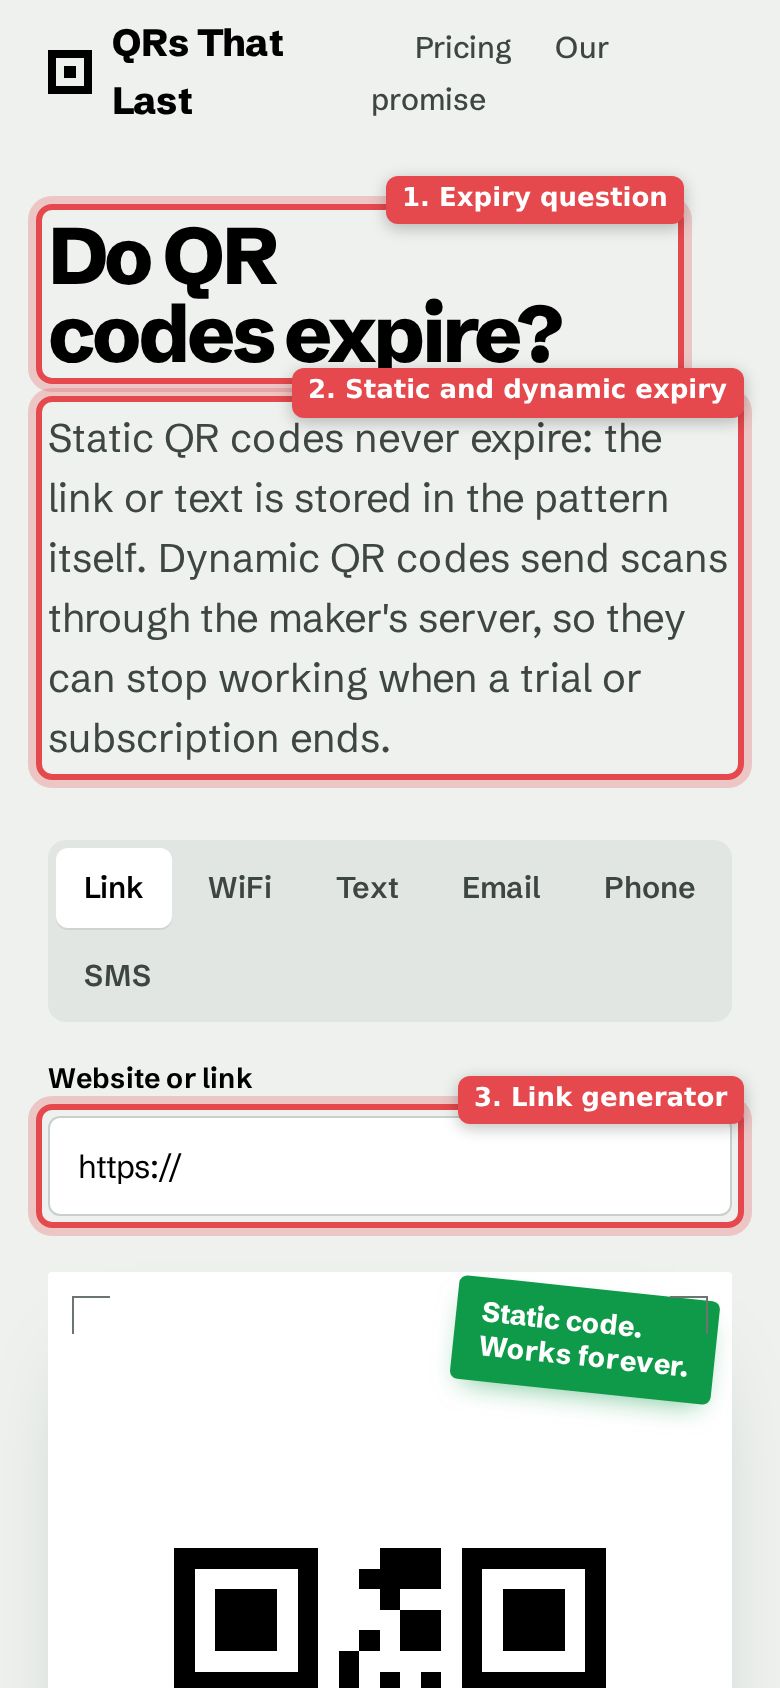 QRs That
Last
Pricing Our
promise
1. Expiry question
Do QR
codes expire?
2. Static and dynamic expiry
Static QR codes never expire: the
link or text is stored in the pattern
itself. Dynamic QR codes send scans
through the maker's server, so they
can stop working when a trial or
subscription ends.
Link WiFi Text Email Phone
SMS
Website or link
3. Link generator
https://
Static code.
Works forever.